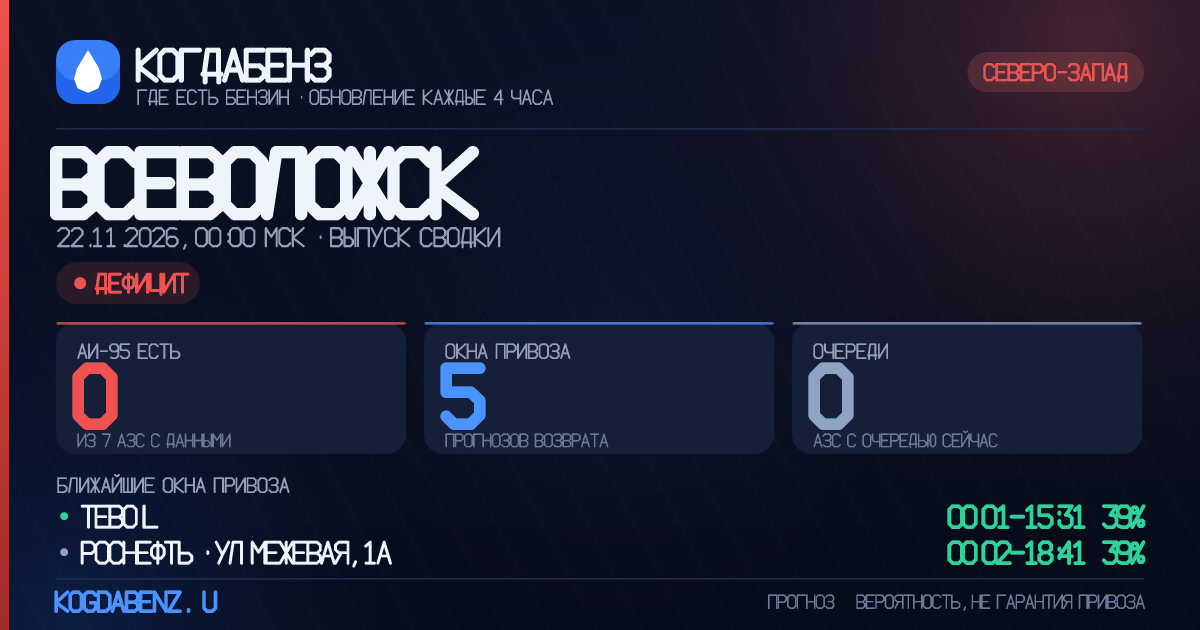 КОГДАБЕНЗ
ГДЕ ЕСТЬ БЕНЗИН · ОБНОВЛЕНИЕ КАЖДЫЕ 4 ЧАСА
СЕВЕРО-ЗАПАД
ВСЕВОЛОЖСК
22.11.2026, 00:00 МСК · ВЫПУСК СВОДКИ
• ДЕФИЦИТ
АИ-95 ЕСТЬ
0
ИЗ 7 АЗС С ДАННЫМИ
ОКНА ПРИВОЗА
5
ПРОГНОЗОВ ВОЗВРАТА
ОЧЕРЕДИ
0
АЗС С ОЧЕРЕДЬЮ СЕЙЧАС
БЛИЖАЙШИЕ ОКНА ПРИВОЗА
• TEBO L 00:01-15:31 39%
• РОСНЕФТЬ · УЛ МЕЖЕВАЯ, 1А 00:02-18:41 39%
KOGDABENZ. U
ПРОГНОЗ ВЕРОЯТНОСТЬ, НЕ ГАРАНТИЯ ПРИВОЗА